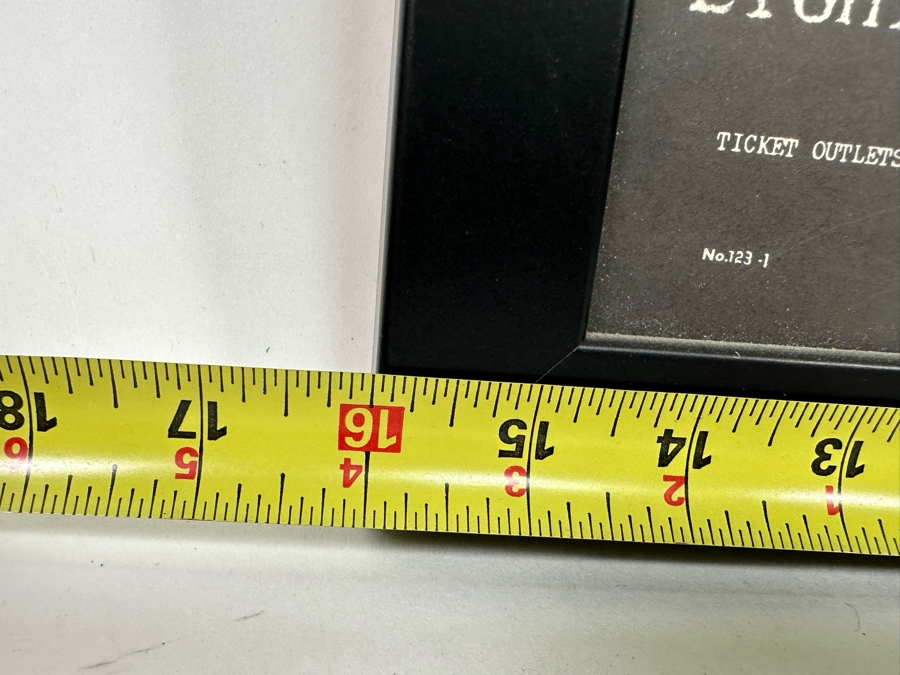 TICKET OUTLETS
No.123 -1
18 17 16 15 14 13
6 5 4 3 2 1